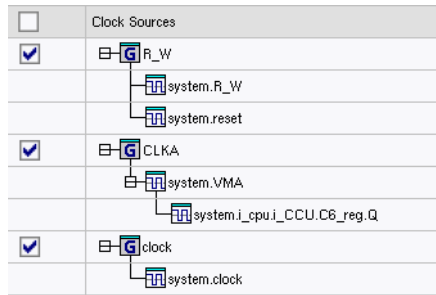 Clock Sources
G R_W
system.R_W
system.reset
G CLKA
system.VMA
system.i_cpu.i_CCU.C6_reg.Q
G clock
system.clock